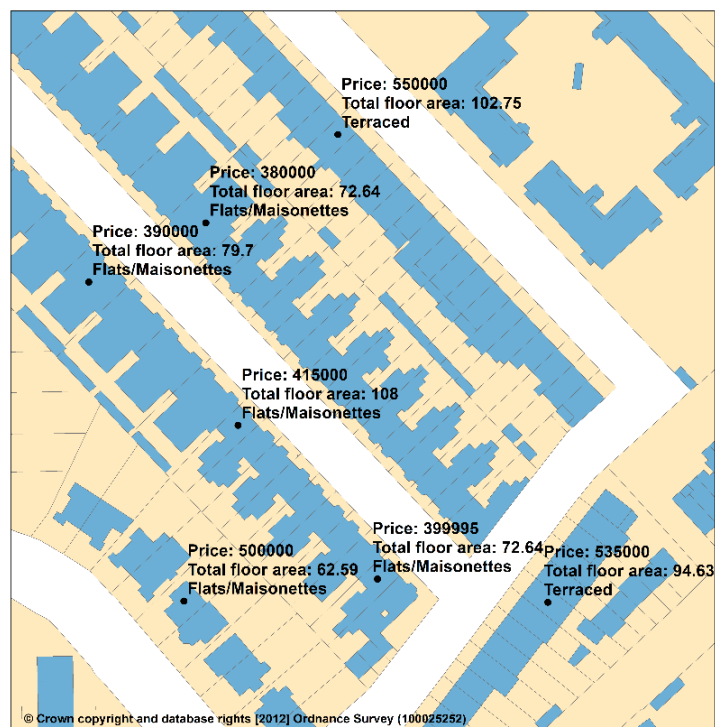 Price: 550000
Total floor area: 102.75
Terraced
Price: 380000
Total floor area: 72.64
Flats/Maisonettes
Price: 390000
Total floor area: 79.7
Flats/Maisonettes
Price: 415000
Total floor area: 108
Flats/Maisonettes
Price: 399995
Total floor area: 72.64
Flats/Maisonettes
Price: 500000
Total floor area: 62.59
Flats/Maisonettes
Price: 535000
Total floor area: 94.63
Terraced
© Crown copyright and database rights [2012] Ordnance Survey (100025252)